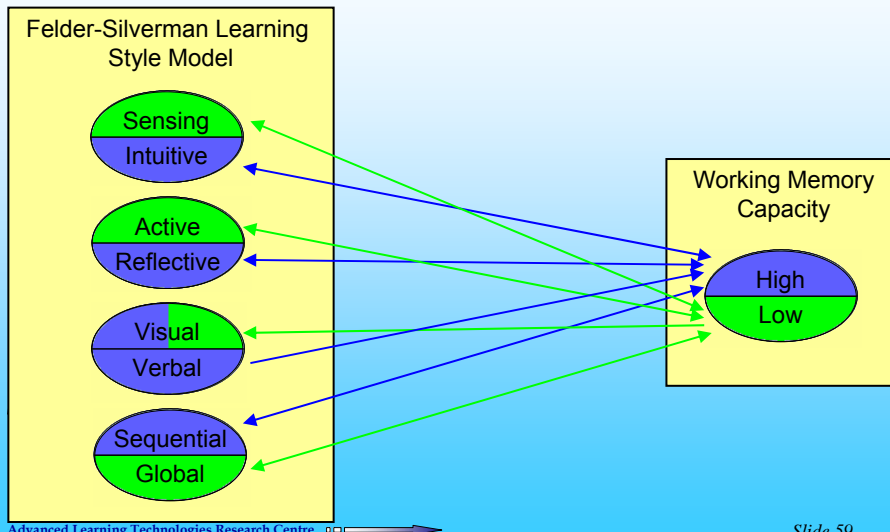 Felder-Silverman Learning
Style Model
Sensing
Intuitive
Active
Reflective
Visual
Verbal
Sequential
Global
Working Memory
Capacity
High
Low
Advanced Learning Technologies Research Centre
Slide 59